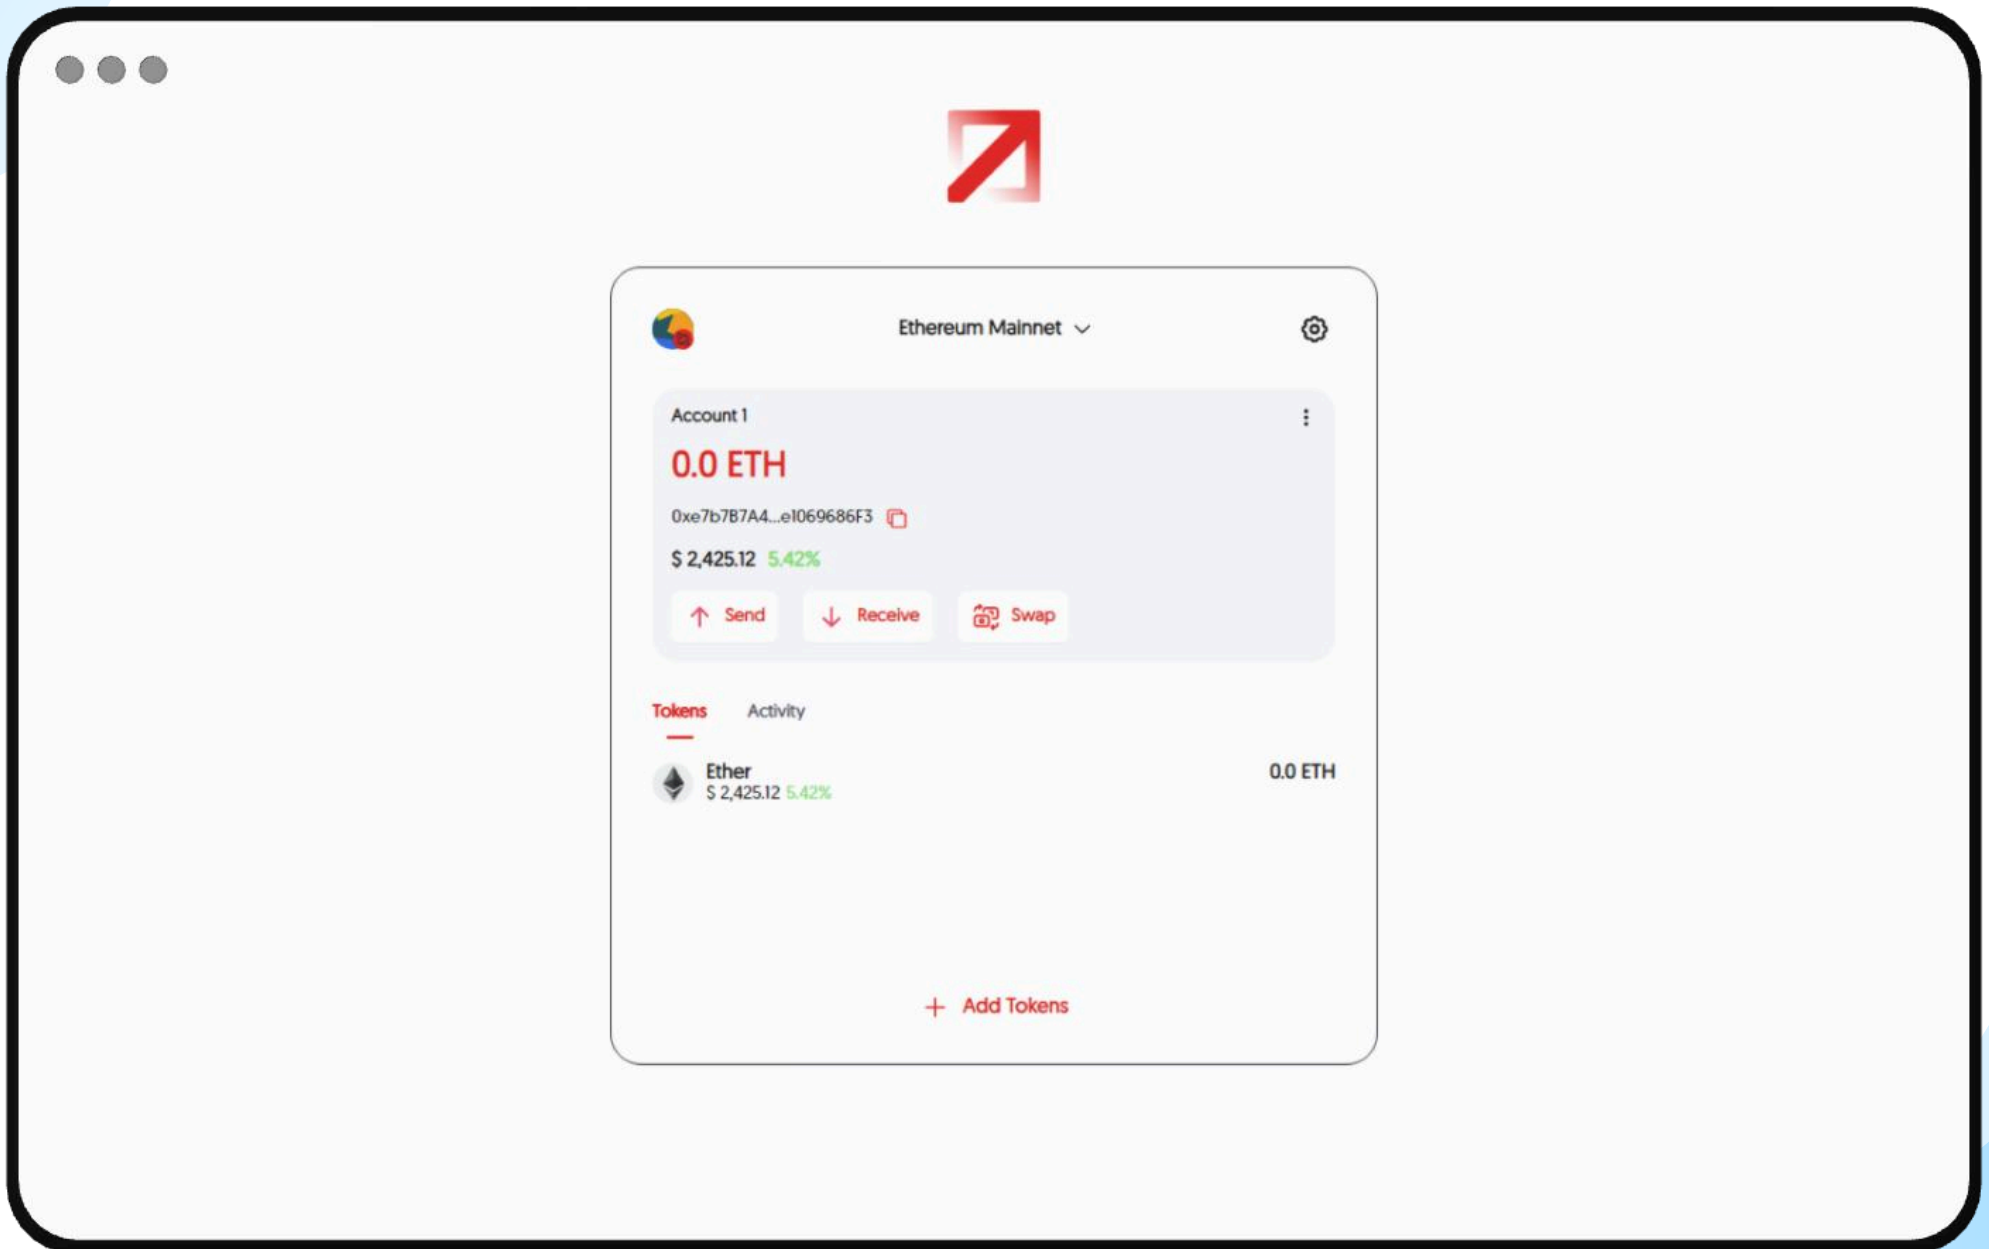 Ethereum Mainnet
Account 1
0.0 ETH
0xe7b7B7A4...e1069686F3
$ 2,425.12 5.42%
Send Receive Swap
Tokens Activity
Ether 0.0 ETH
$ 2,425.12 5.42%
+ Add Tokens